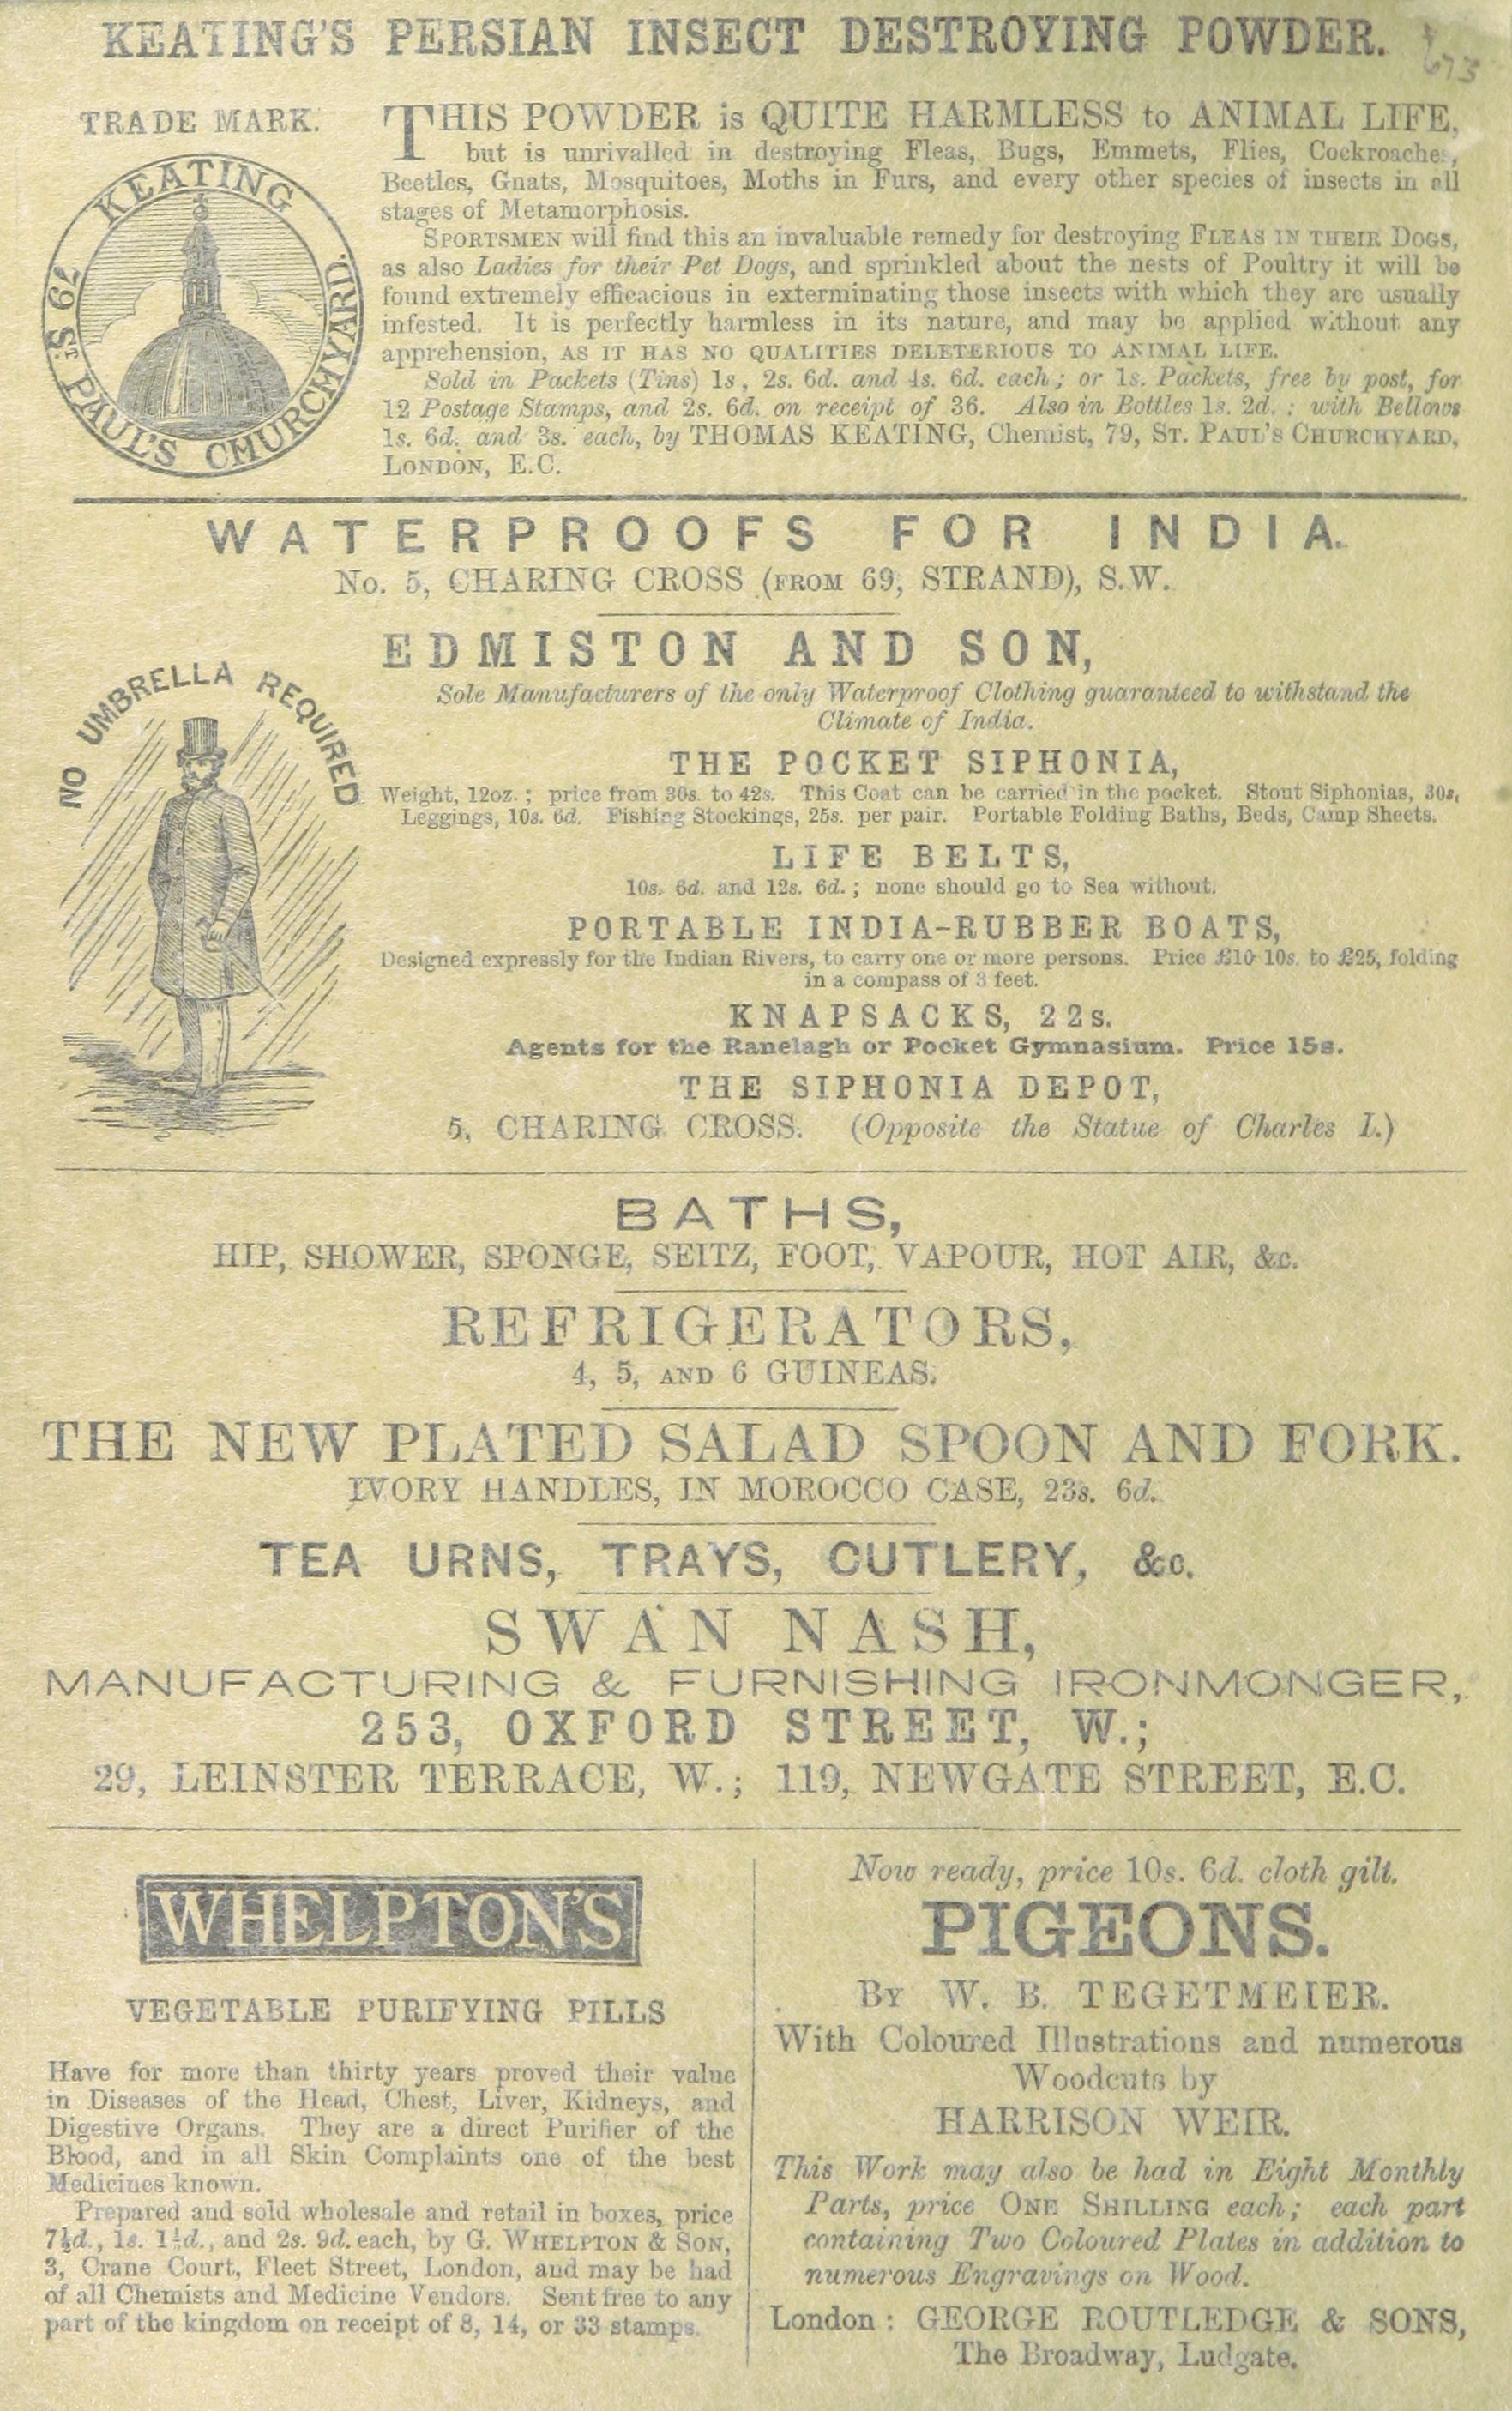 KEATING'S PERSIAN INSECT DESTROYING POWDER.
673
TRADE MARK.
KEATING
79 ST. PAUL'S CHURCHYARD.
THIS POWDER is QUITE HARMLESS to ANIMAL LIFE,
but is unrivalled in destroying Fleas, Bugs, Emmets, Flies, Cockroaches,
Beetles, Gnats, Mosquitoes, Moths in Furs, and every other species of insects in all
stages of Metamorphosis.
SPORTSMEN will find this an invaluable remedy for destroying FLEAS IN THEIR DOGS,
as also Ladies for their Pet Dogs, and sprinkled about the nests of Poultry it will be
found extremely efficacious in exterminating those insects with which they are usually
infested. It is perfectly harmless in its nature, and may be applied without any
apprehension, AS IT HAS NO QUALITIES DELETERIOUS TO ANIMAL LIFE.
Sold in Packets (Tins) 1s, 2s. 6d. and 4s. 6d. each; or 1s. Packets, free by post, for
12 Postage Stamps, and 2s. 6d. on receipt of 36. Also in Bottles 1s. 2d.; with Bellows
1s. 6d. and 3s. each, by THOMAS KEATING, Chemist, 79, ST. PAUL'S CHURCHYARD,
LONDON, E.C.
WATERPROOFS FOR INDIA.
No. 5, CHARING CROSS (FROM 69, STRAND), S.W.
NO UMBRELLA REQUIRED
EDMISTON AND SON,
Sole Manufacturers of the only Waterproof Clothing guaranteed to withstand the
Climate of India.
THE POCKET SIPHONIA,
Weight, 12oz.; price from 30s. to 42s. This Coat can be carried in the pocket. Stout Siphonias, 30s,
Leggings, 10s. 6d. Fishing Stockings, 25s. per pair. Portable Folding Baths, Beds, Camp Sheets.
LIFE BELTS,
10s. 6d. and 12s. 6d.; none should go to Sea without.
PORTABLE INDIA-RUBBER BOATS,
Designed expressly for the Indian Rivers, to carry one or more persons. Price £10 10s. to £25, folding
in a compass of 3 feet.
KNAPSACKS, 22s.
Agents for the Ranelagh or Pocket Gymnasium. Price 15s.
THE SIPHONIA DEPOT,
5, CHARING CROSS. (Opposite the Statue of Charles I.)
BATHS,
HIP, SHOWER, SPONGE, SEITZ, FOOT, VAPOUR, HOT AIR, &c.
REFRIGERATORS,
4, 5, AND 6 GUINEAS.
THE NEW PLATED SALAD SPOON AND FORK.
IVORY HANDLES, IN MOROCCO CASE, 23s. 6d.
TEA URNS, TRAYS, CUTLERY, &c.
SWAN NASH,
MANUFACTURING & FURNISHING IRONMONGER,
253, OXFORD STREET, W.;
29, LEINSTER TERRACE, W.; 119, NEWGATE STREET, E.C.
WHELPTON'S
VEGETABLE PURIFYING PILLS
Have for more than thirty years proved their value
in Diseases of the Head, Chest, Liver, Kidneys, and
Digestive Organs. They are a direct Purifier of the
Blood, and in all Skin Complaints one of the best
Medicines known.
Prepared and sold wholesale and retail in boxes, price
7½d., 1s. 1½d., and 2s. 9d. each, by G. WHELPTON & SON,
3, Crane Court, Fleet Street, London, and may be had
of all Chemists and Medicine Vendors. Sent free to any
part of the kingdom on receipt of 8, 14, or 33 stamps.
Now ready, price 10s. 6d. cloth gilt.
PIGEONS.
BY W. B. TEGETMEIER.
With Coloured Illustrations and numerous
Woodcuts by
HARRISON WEIR.
This Work may also be had in Eight Monthly
Parts, price ONE SHILLING each; each part
containing Two Coloured Plates in addition to
numerous Engravings on Wood.
London: GEORGE ROUTLEDGE & SONS,
The Broadway, Ludgate.